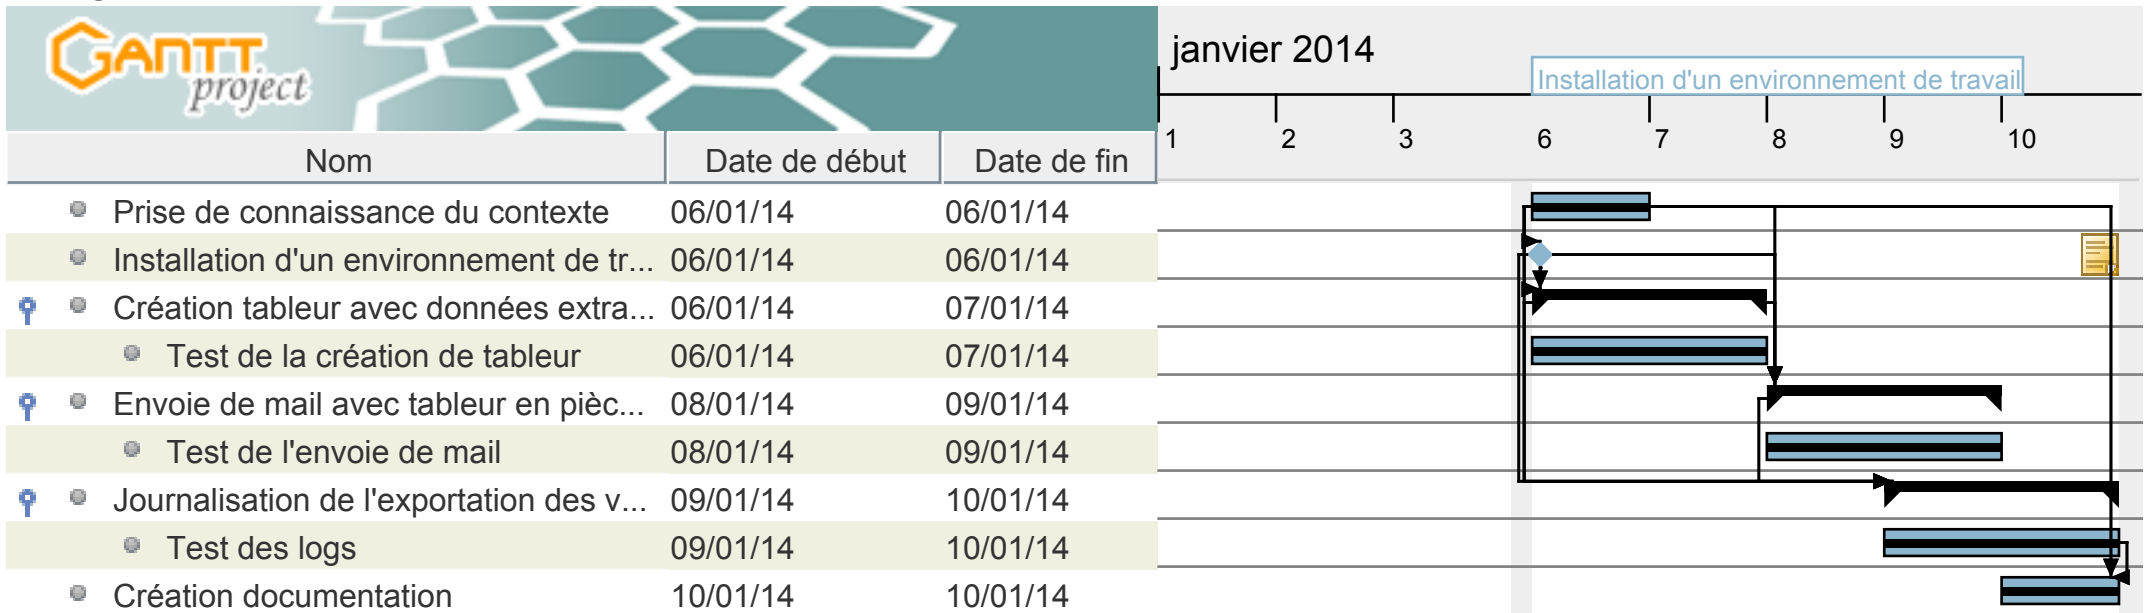 GANTT
project
janvier 2014
Installation d'un environnement de travail
1 2 3 6 7 8 9 10
Nom Date de début Date de fin
Prise de connaissance du contexte 06/01/14 06/01/14
Installation d'un environnement de tr... 06/01/14 06/01/14
Création tableur avec données extra... 06/01/14 07/01/14
Test de la création de tableur 06/01/14 07/01/14
Envoie de mail avec tableur en pièc... 08/01/14 09/01/14
Test de l'envoie de mail 08/01/14 09/01/14
Journalisation de l'exportation des v... 09/01/14 10/01/14
Test des logs 09/01/14 10/01/14
Création documentation 10/01/14 10/01/14